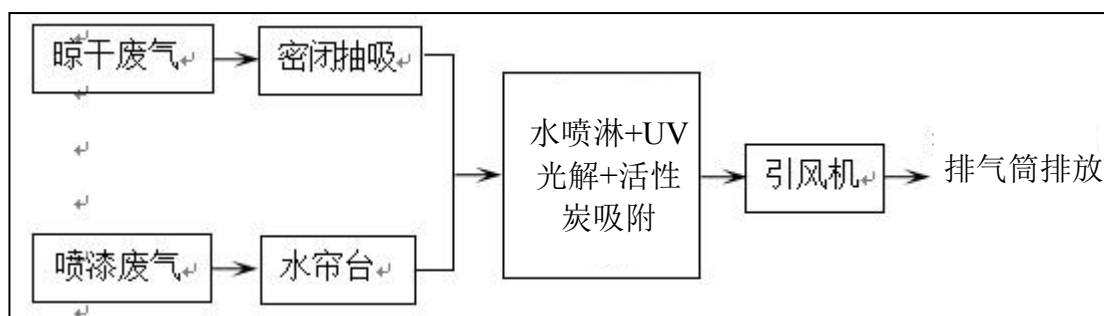 晾干废气
密闭抽吸
水喷淋+UV
光解+活性
炭吸附
引风机
排气筒排放
喷漆废气
水帘台